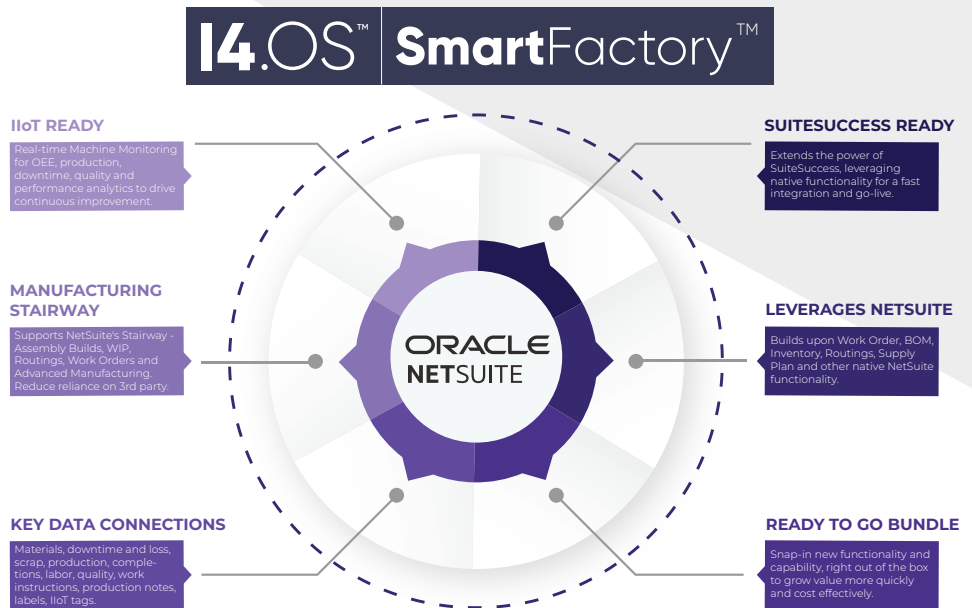 I4.OS™ SmartFactory™
IIoT READY
Real-time Machine Monitoring
for OEE, production,
downtime, quality and
performance analytics to drive
continuous improvement.
MANUFACTURING
STAIRWAY
Supports NetSuite's Stairway -
Assembly Builds, WIP,
Routings, Work Orders and
Advanced Manufacturing.
Reduce reliance on 3rd party.
KEY DATA CONNECTIONS
Materials, downtime and loss,
scrap, production, comple-
tions, labor, quality, work
instructions, production notes,
labels, IIoT tags.
ORACLE
NETSUITE
SUITESUCCESS READY
Extends the power of
SuiteSuccess, leveraging
native functionality for a fast
integration and go-live.
LEVERAGES NETSUITE
Builds upon Work Order, BOM,
Inventory, Routings, Supply
Plan and other native NetSuite
functionality.
READY TO GO BUNDLE
Snap-in new functionality and
capability, right out of the box
to grow value more quickly
and cost effectively.